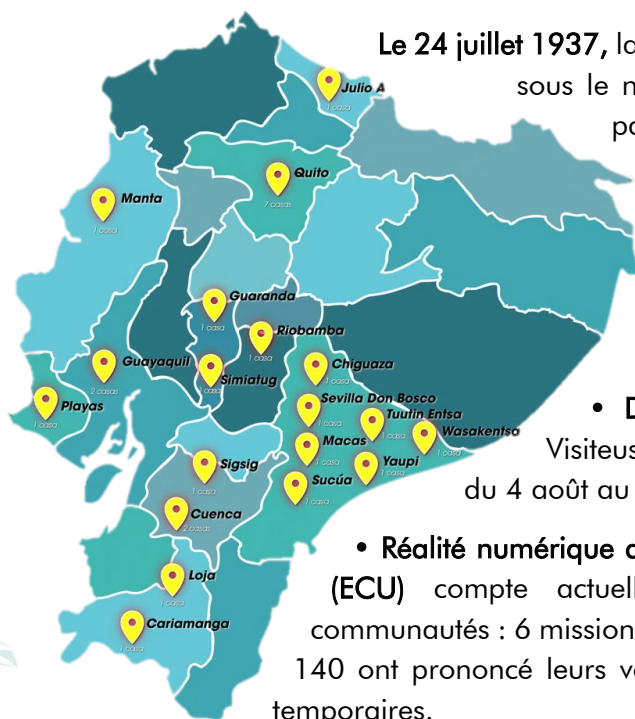 Le 24 juillet 1937, la
sous le n
pa
Julio A
1 casa
Quito
7 casas
Manta
1 casa
Guaranda
1 casa
Riobamba
1 casa
Guayaquil
2 casas
Simiatug
1 casa
Chiguaza
1 casa
Playas
1 casa
Sevilla Don Bosco
1 casa
Tuutin Entsa
1 casa
Wasakentsa
1 casa
Macas
1 casa
Yaupi
1 casa
Sucúa
1 casa
Sigsig
1 casa
Cuenca
2 casas
Loja
1 casa
Cariamanga
1 casa
• D
Visiteus
du 4 août au
• Réalité numérique d
(ECU) compte actuell
communautés : 6 mission
140 ont prononcé leurs v
temporaires.